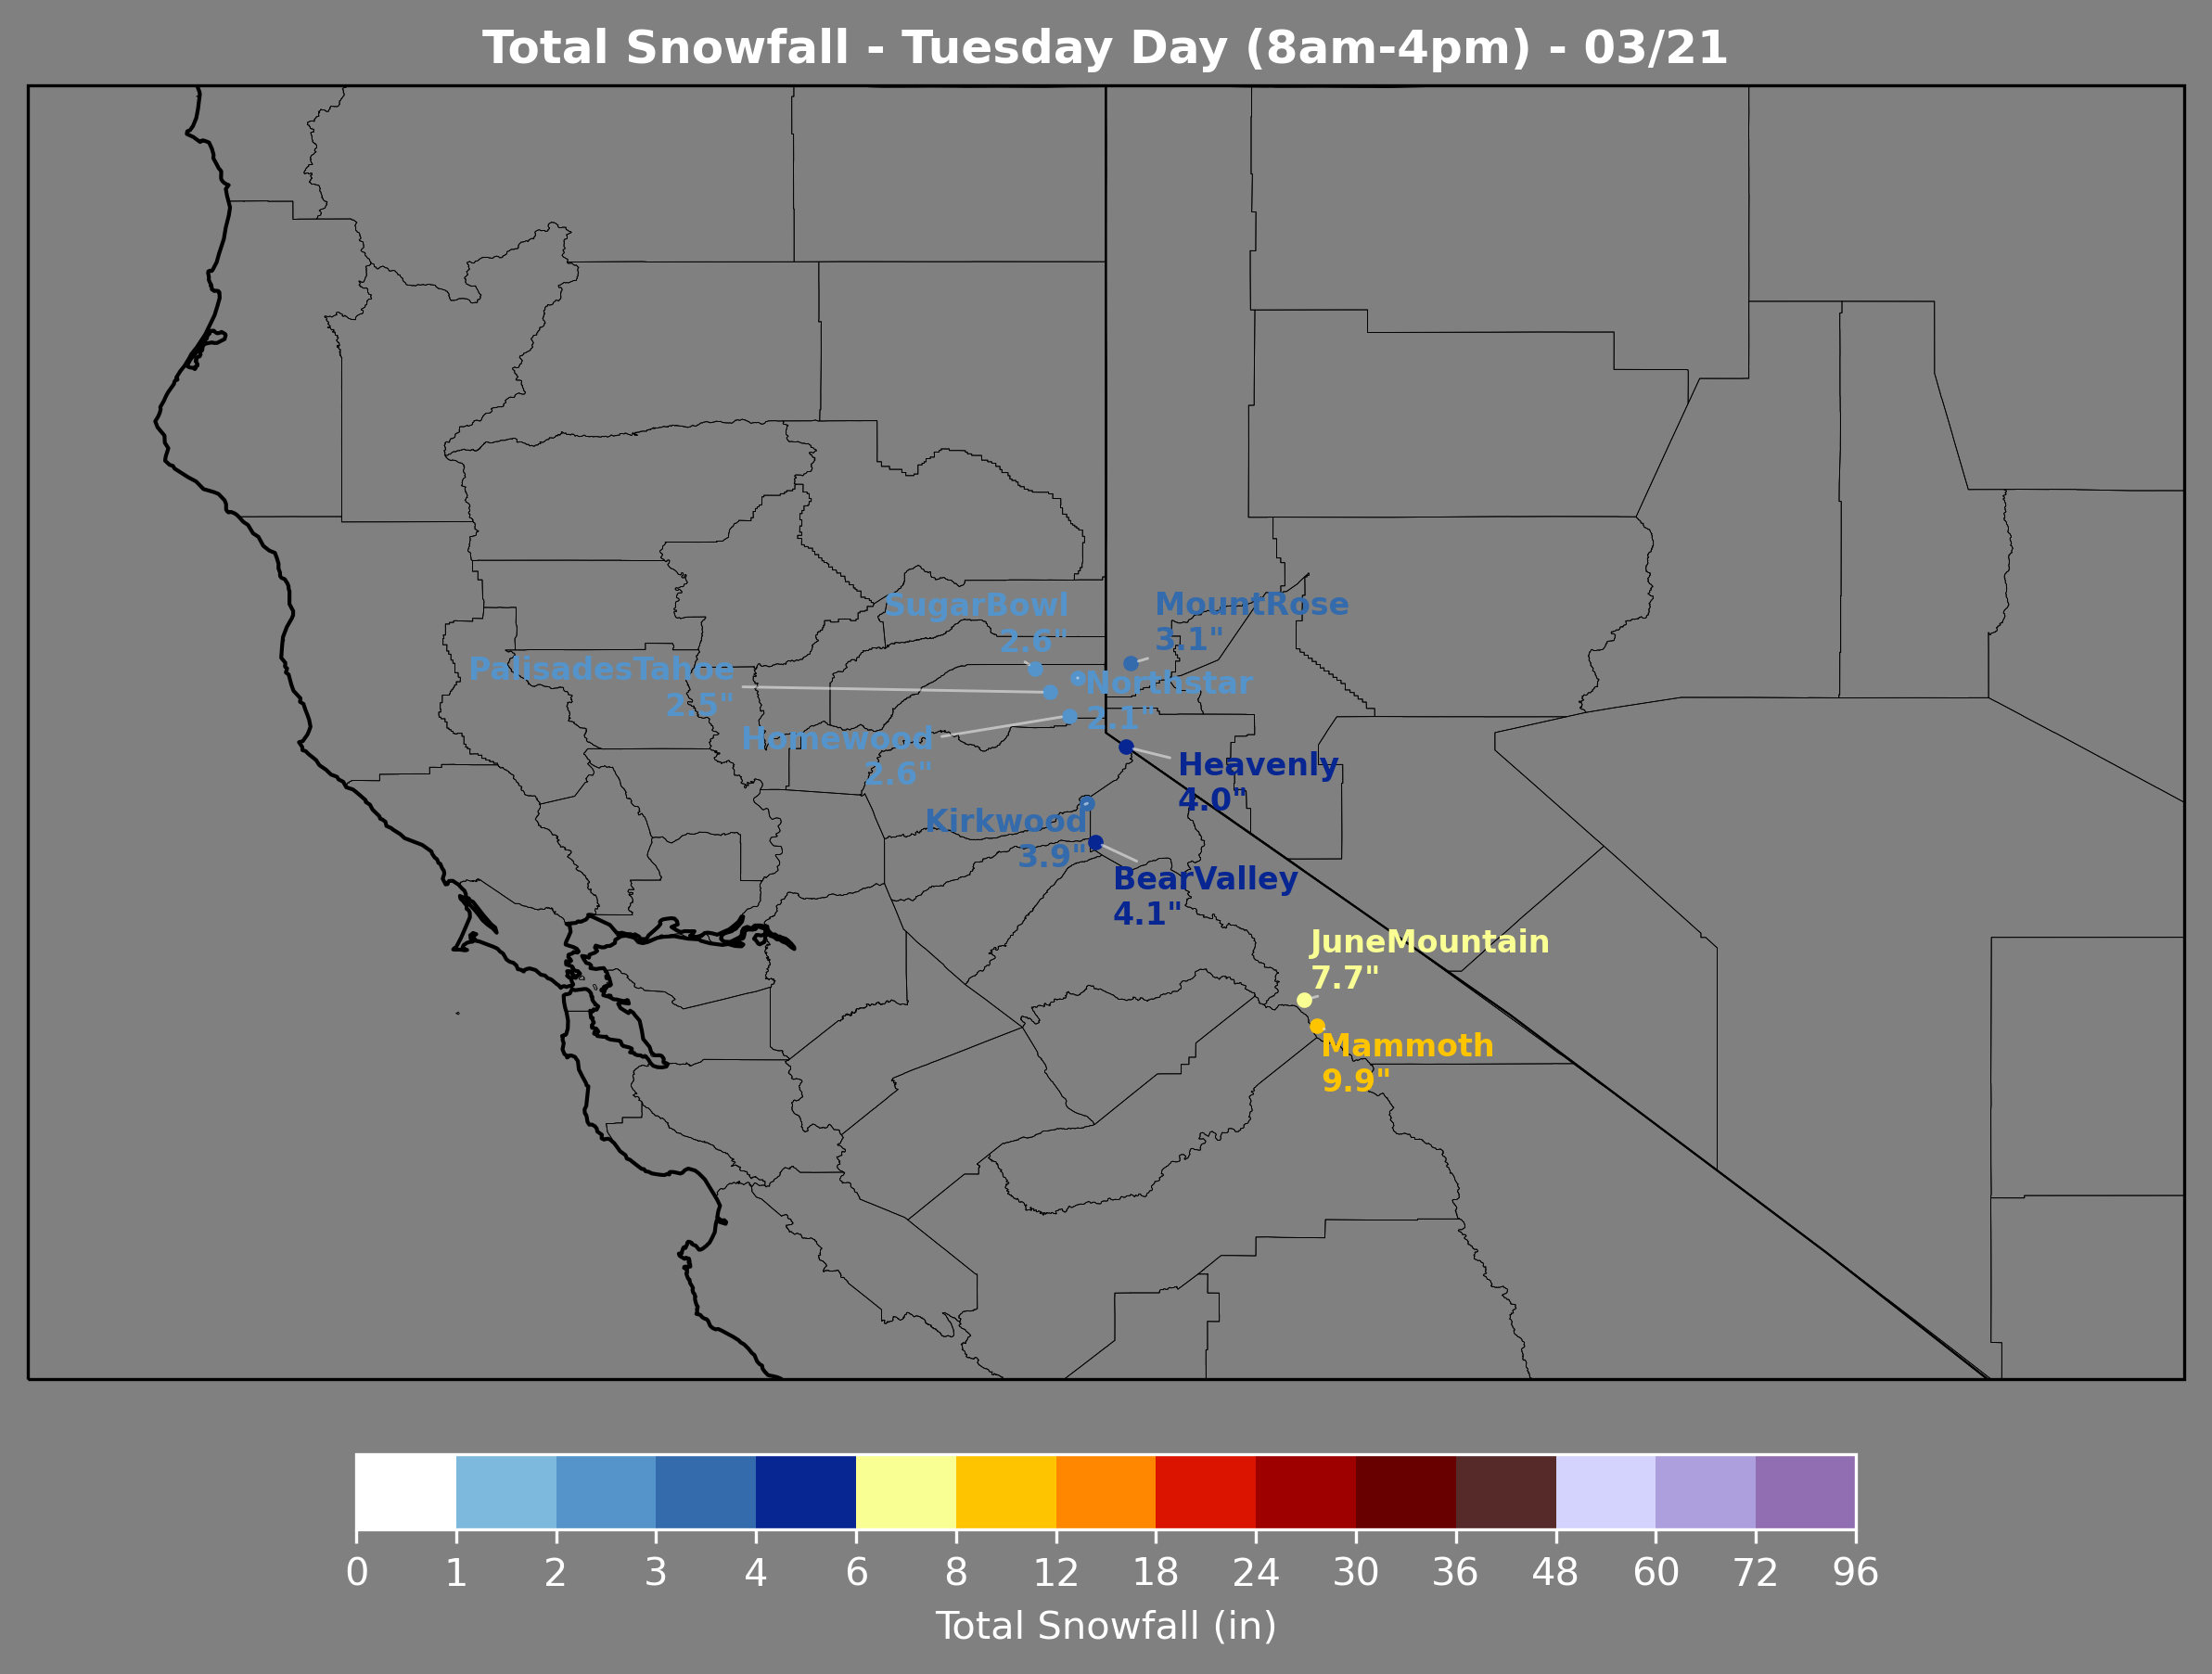 Total Snowfall - Tuesday Day (8am-4pm) - 03/21
SugarBowl
2.6"
MountRose
3.1"
PalisadesTahoe
2.5"
Northstar
2.1"
Homewood
2.6"
Heavenly
4.0"
Kirkwood
3.9"
BearValley
4.1"
JuneMountain
7.7"
Mammoth
9.9"
0 1 2 3 4 6 8 12 18 24 30 36 48 60 72 96
Total Snowfall (in)